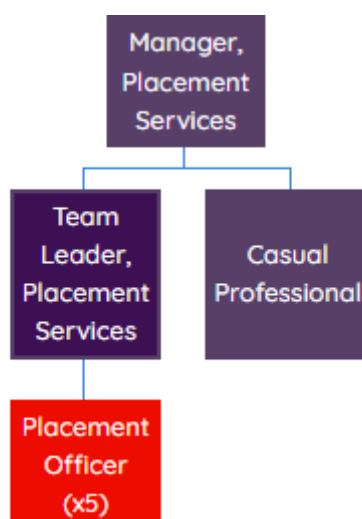 Manager,
Placement
Services
Team
Leader,
Placement
Services
Casual
Professional
Placement
Officer
(x5)